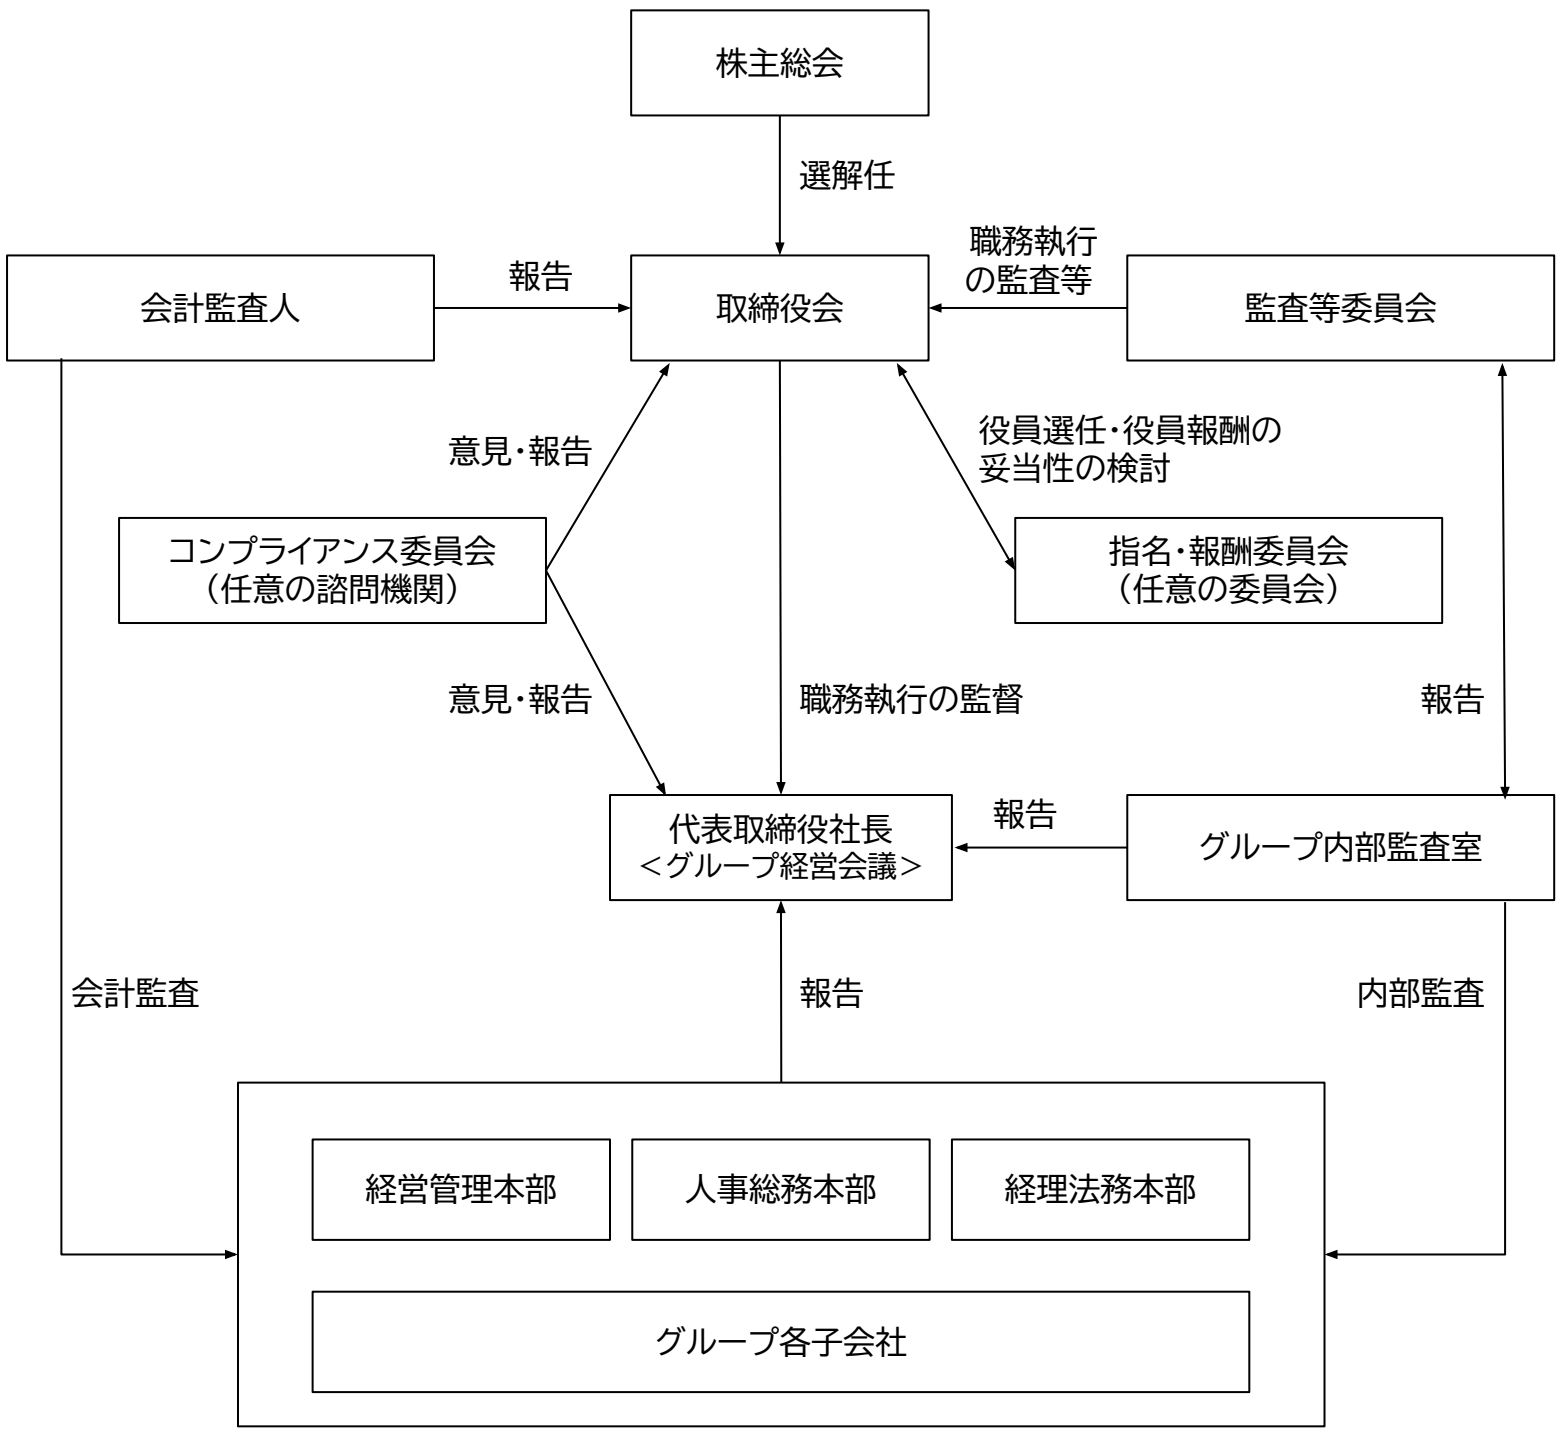 株主総会
選解任
職務執行
の監査等
報告
会計監査人
取締役会
監査等委員会
役員選任・役員報酬の
妥当性の検討
意見・報告
コンプライアンス委員会
（任意の諮問機関）
指名・報酬委員会
（任意の委員会）
意見・報告
職務執行の監督
報告
代表取締役社長
＜グループ経営会議＞
報告
グループ内部監査室
会計監査
報告
内部監査
経営管理本部
人事総務本部
経理法務本部
グループ各子会社